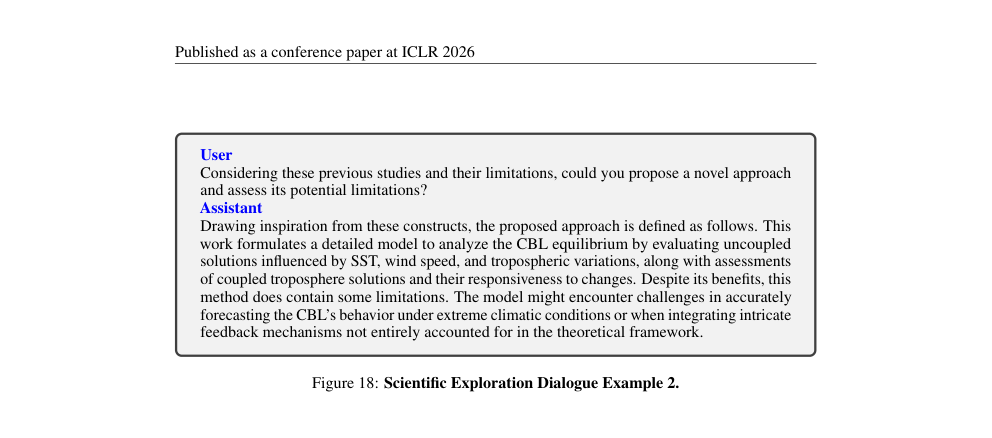 Published as a conference paper at ICLR 2026
User
Considering these previous studies and their limitations, could you propose a novel approach
and assess its potential limitations?
Assistant
Drawing inspiration from these constructs, the proposed approach is defined as follows. This
work formulates a detailed model to analyze the CBL equilibrium by evaluating uncoupled
solutions influenced by SST, wind speed, and tropospheric variations, along with assessments
of coupled troposphere solutions and their responsiveness to changes. Despite its benefits, this
method does contain some limitations. The model might encounter challenges in accurately
forecasting the CBL's behavior under extreme climatic conditions or when integrating intricate
feedback mechanisms not entirely accounted for in the theoretical framework.
Figure 18: Scientific Exploration Dialogue Example 2.